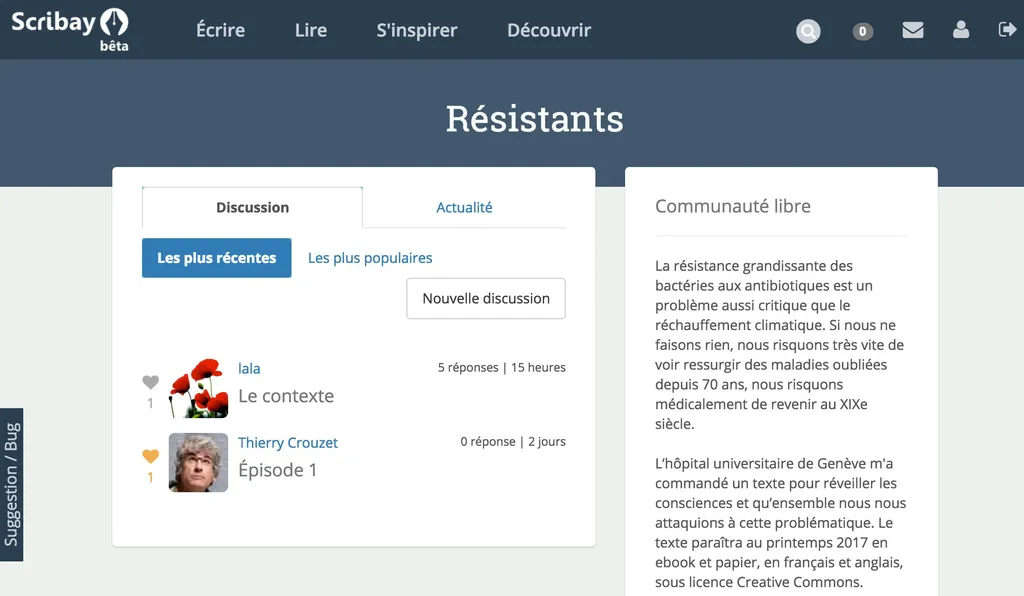 Scribay
bêta
Écrire
Lire
S'inspirer
Découvrir
0
Résistants
Discussion
Actualité
Les plus récentes
Les plus populaires
Nouvelle discussion
lala
5 réponses | 15 heures
1
Le contexte
Thierry Crouzet
0 réponse | 2 jours
1
Épisode 1
Suggestion / Bug
Communauté libre
La résistance grandissante des
bactéries aux antibiotiques est un
problème aussi critique que le
réchauffement climatique. Si nous ne
faisons rien, nous risquons très vite de
voir ressurgir des maladies oubliées
depuis 70 ans, nous risquons
médicalement de revenir au XIXe
siècle.
L’hôpital universitaire de Genève m'a
commandé un texte pour réveiller les
consciences et qu’ensemble nous nous
attaquions à cette problématique. Le
texte paraîtra au printemps 2017 en
ebook et papier, en français et anglais,
sous licence Creative Commons.